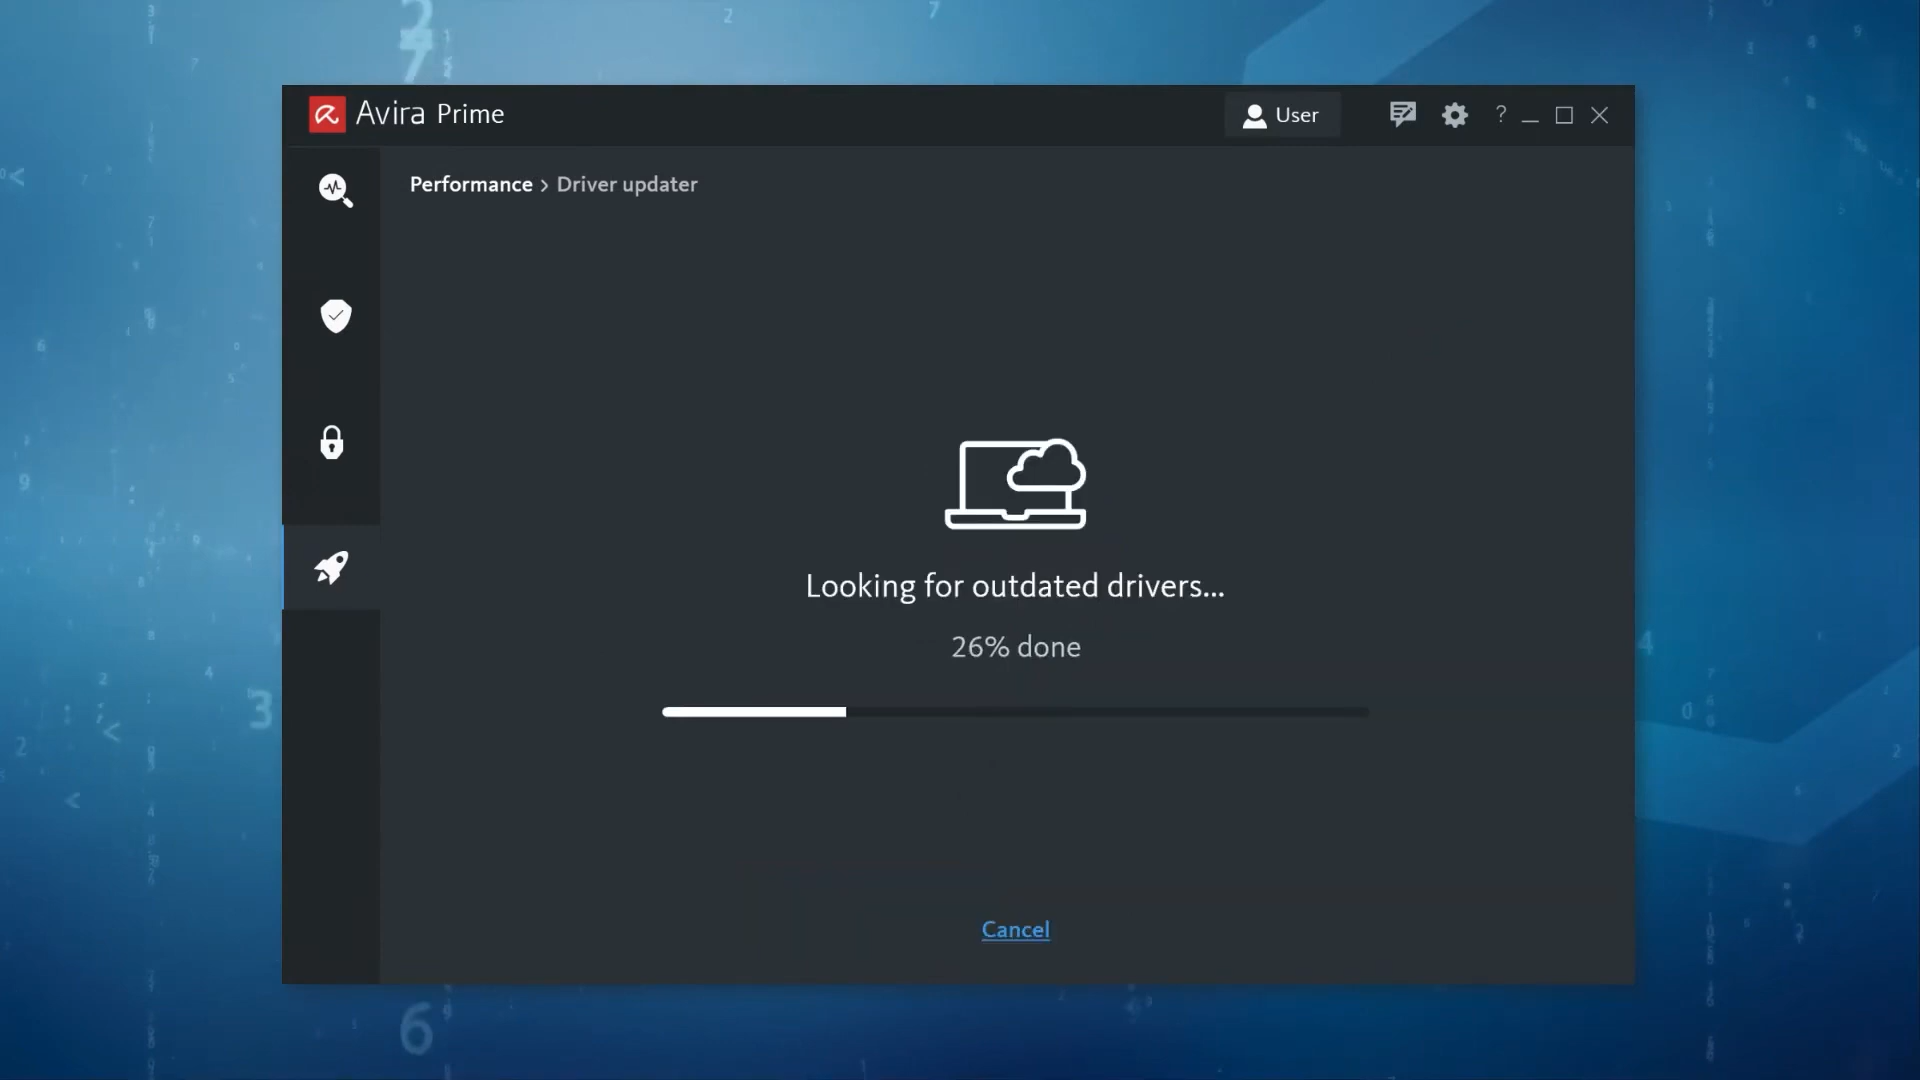 Avira Prime
User
?
Performance > Driver updater
Looking for outdated drivers...
26% done
Cancel